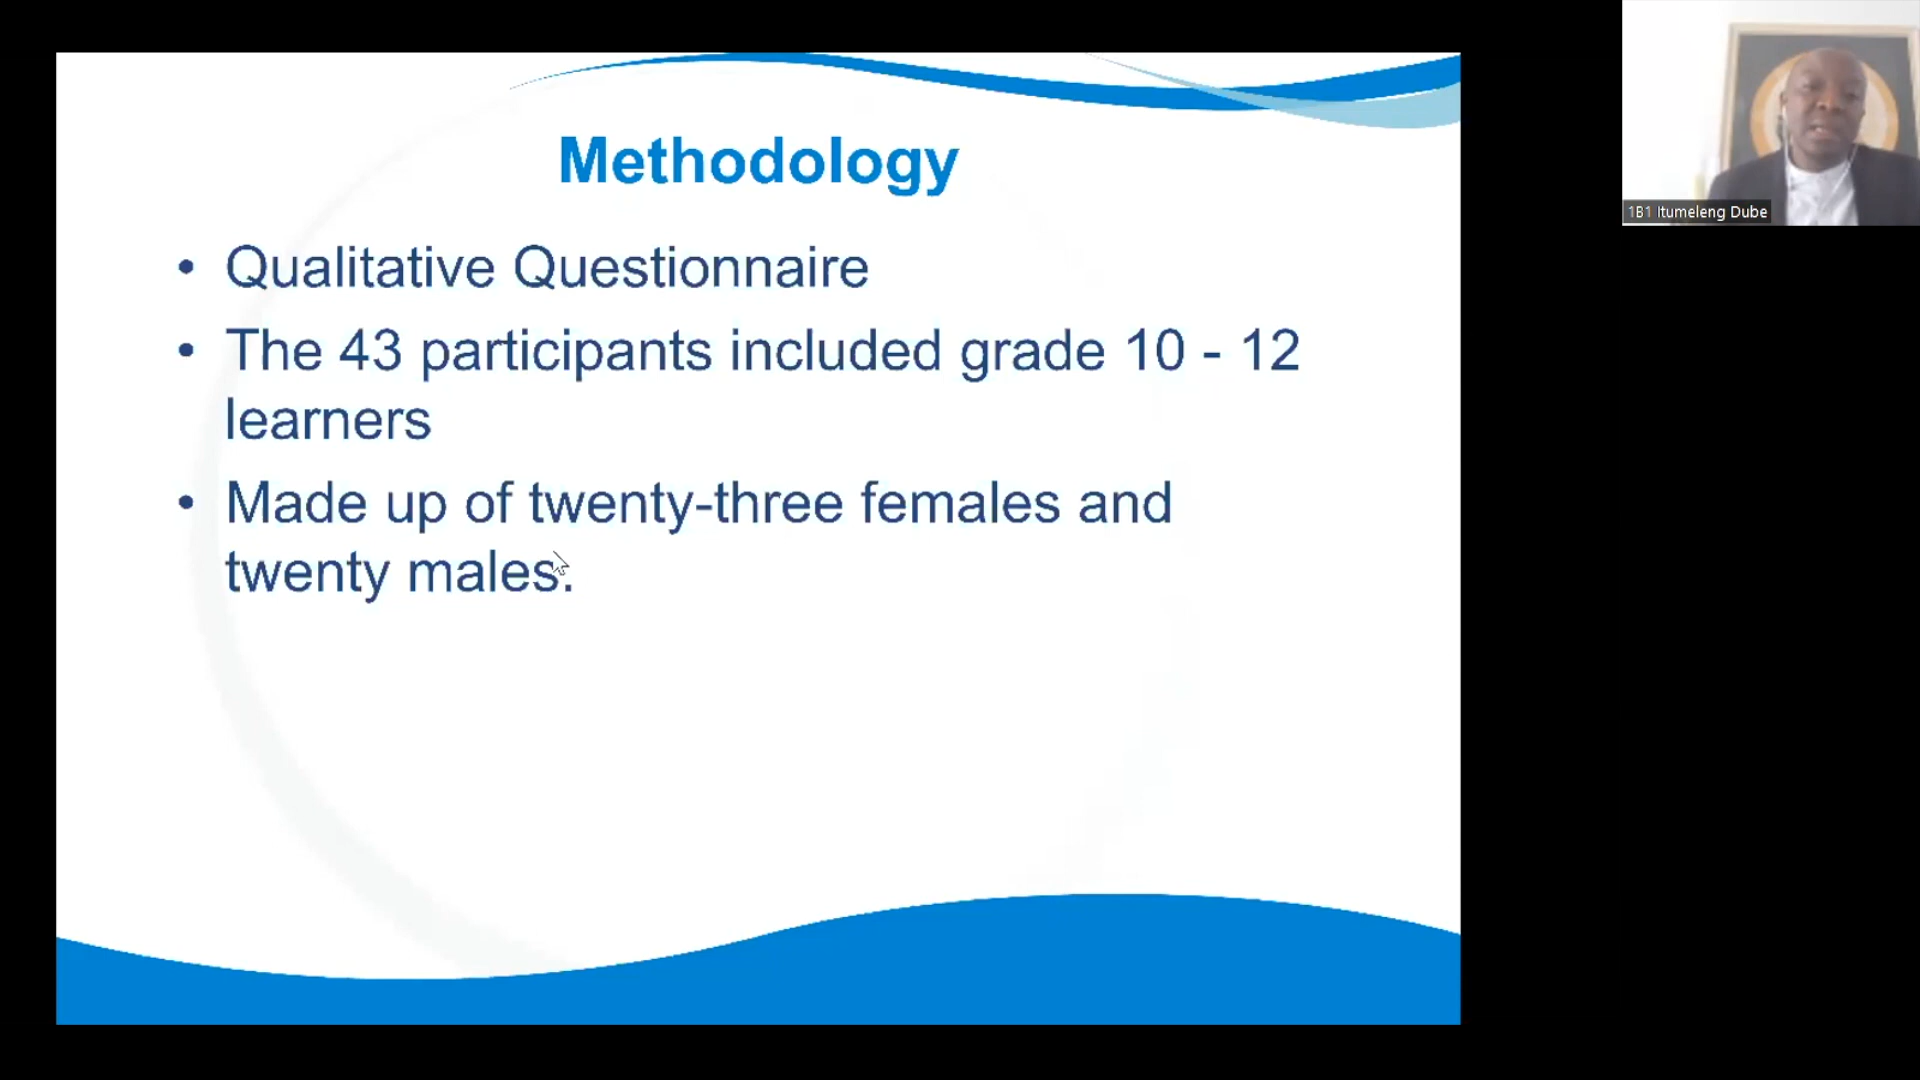 Methodology
• Qualitative Questionnaire
• The 43 participants included grade 10 - 12
learners
• Made up of twenty-three females and
twenty males.
1B1 Itumeleng Dube